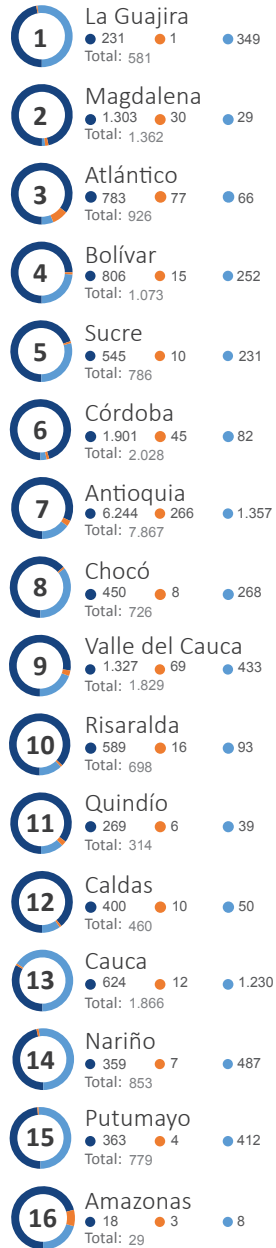 1
La Guajira
231 1 349
Total: 581
2
Magdalena
1.303 30 29
Total: 1.362
3
Atlántico
783 77 66
Total: 926
4
Bolívar
806 15 252
Total: 1.073
5
Sucre
545 10 231
Total: 786
6
Córdoba
1.901 45 82
Total: 2.028
7
Antioquia
6.244 266 1.357
Total: 7.867
8
Chocó
450 8 268
Total: 726
9
Valle del Cauca
1.327 69 433
Total: 1.829
10
Risaralda
589 16 93
Total: 698
11
Quindío
269 6 39
Total: 314
12
Caldas
400 10 50
Total: 460
13
Cauca
624 12 1.230
Total: 1.866
14
Nariño
359 7 487
Total: 853
15
Putumayo
363 4 412
Total: 779
16
Amazonas
18 3 8
Total: 29